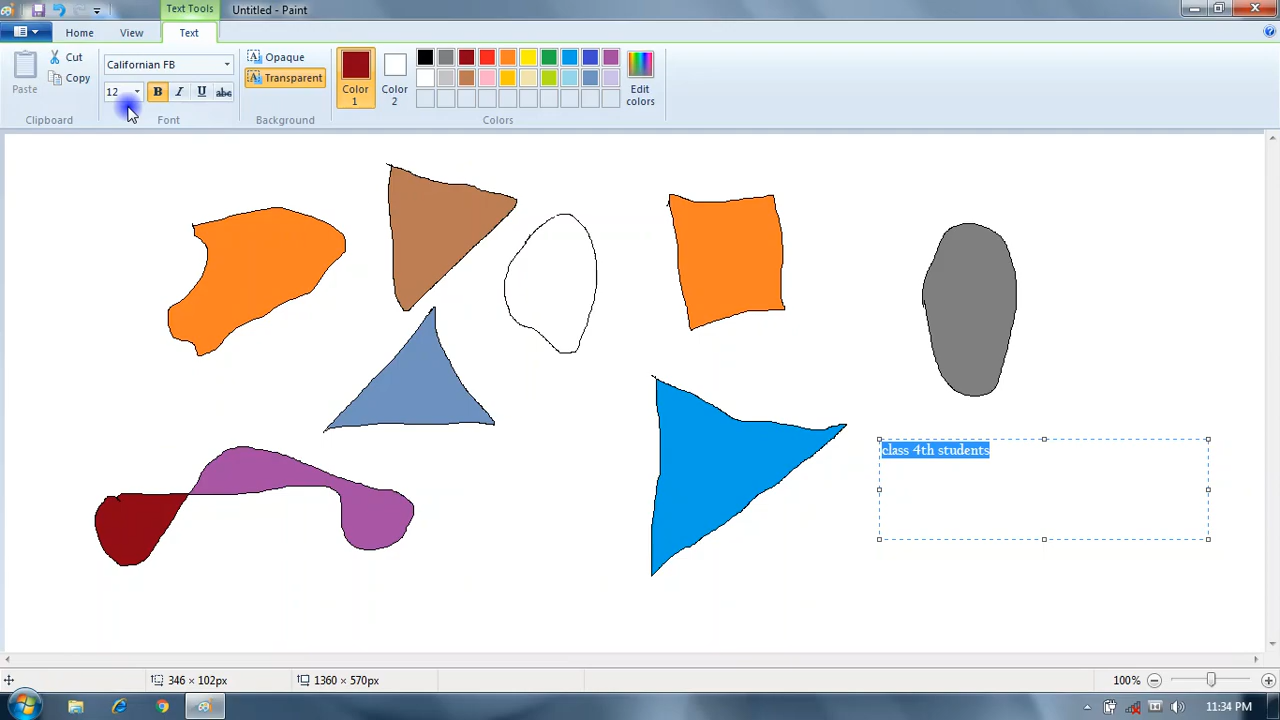 Text Tools
Untitled - Paint
Home
View
Text
Paste
Cut
Copy
Clipboard
Californian FB
12
B
I
U
abc
Font
Opaque
Transparent
Background
Color 1
Color 2
Edit colors
Colors
class 4th students
346 × 102px
1360 × 570px
100%
11:34 PM